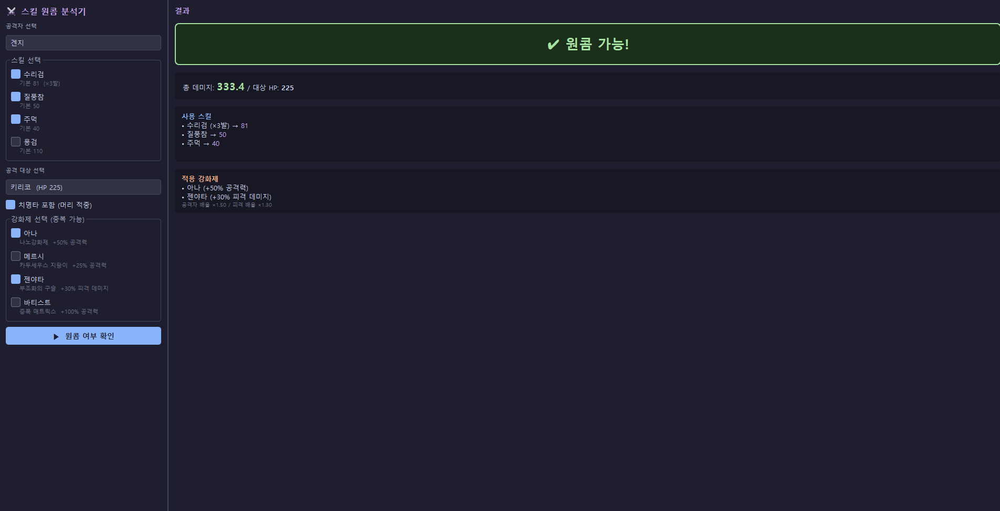 ⚔ 스킬 원콤 분석기
공격자 선택
겐지
스킬 선택
수리검
기본 81 (×3발)
질풍참
기본 50
주먹
기본 40
용검
기본 110
공격 대상 선택
키리코 (HP 225)
치명타 포함 (머리 적중)
강화제 선택 (중복 가능)
아나
나노강화제 +50% 공격력
메르시
카두세우스 지팡이 +25% 공격력
젠야타
부조화의 구슬 +30% 피격 데미지
바티스트
증폭 매트릭스 +100% 공격력
▶ 원콤 여부 확인
결과
✔ 원콤 가능!
총 데미지: 333.4 / 대상 HP: 225
사용 스킬
• 수리검 (×3발) → 81
• 질풍참 → 50
• 주먹 → 40
적용 강화제
• 아나 (+50% 공격력)
• 젠야타 (+30% 피격 데미지)
공격자 배율 ×1.50 / 피격 배율 ×1.30